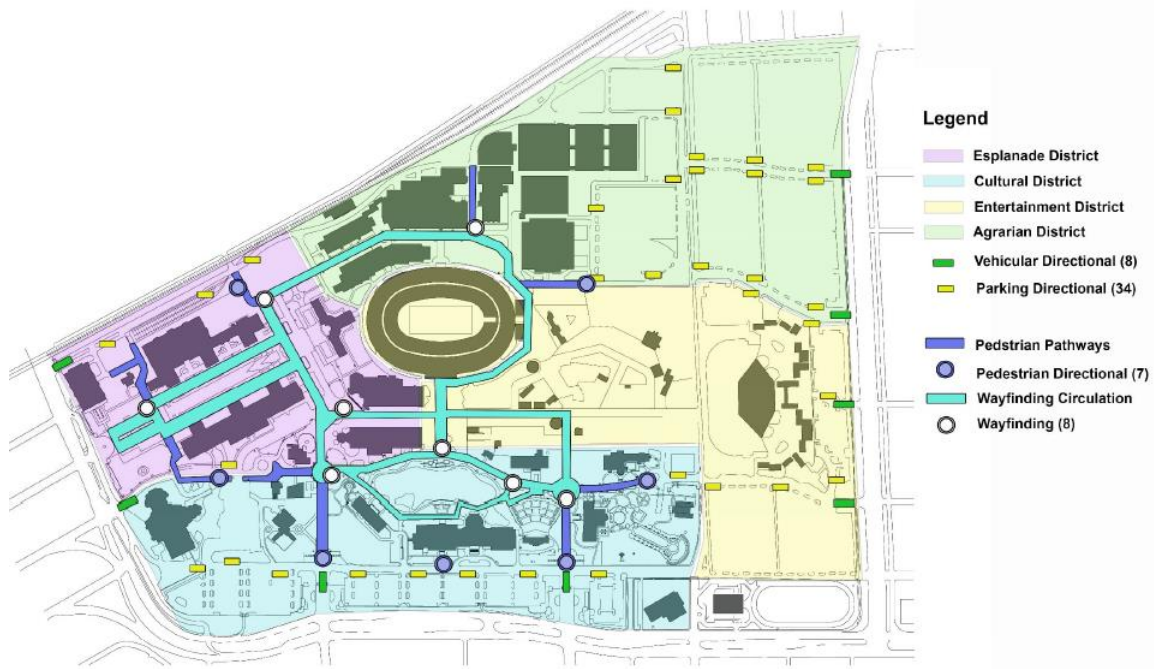 Legend
Esplanade District
Cultural District
Entertainment District
Agrarian District
Vehicular Directional (8)
Parking Directional (34)
Pedstrian Pathways
Pedestrian Directional (7)
Wayfinding Circulation
Wayfinding (8)